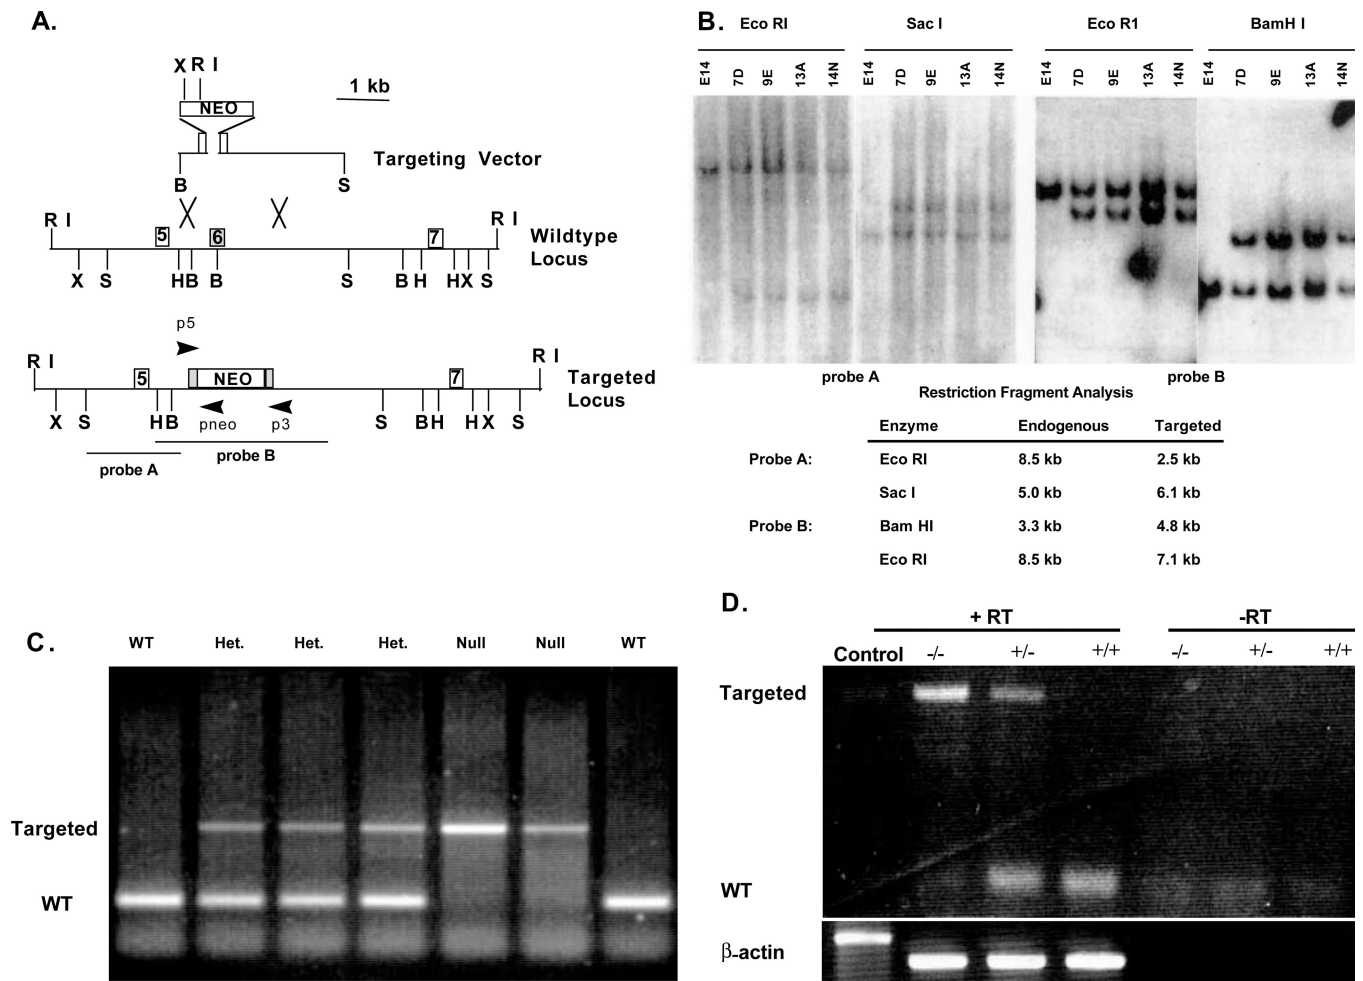 A.
X R I
NEO
1 kb
Targeting Vector
B S
R I R I
5 6 7
Wildtype
Locus
X S H B B S B H H X S
p5
R I R I
5 NEO 7
Targeted
Locus
X S H B S B H H X S
pneo p3
probe A probe B
B.
Eco RI Sac I Eco R1 BamH I
E14 7D 9E 13A 14N E14 7D 9E 13A 14N E14 7D 9E 13A 14N E14 7D 9E 13A 14N
probe A probe B
Restriction Fragment Analysis
Enzyme Endogenous Targeted
Probe A: Eco RI 8.5 kb 2.5 kb
Sac I 5.0 kb 6.1 kb
Probe B: Bam HI 3.3 kb 4.8 kb
Eco RI 8.5 kb 7.1 kb
C.
WT Het. Het. Het. Null Null WT
Targeted
WT
D.
+ RT -RT
Control -/- +/- +/+ -/- +/- +/+
Targeted
WT
β-actin